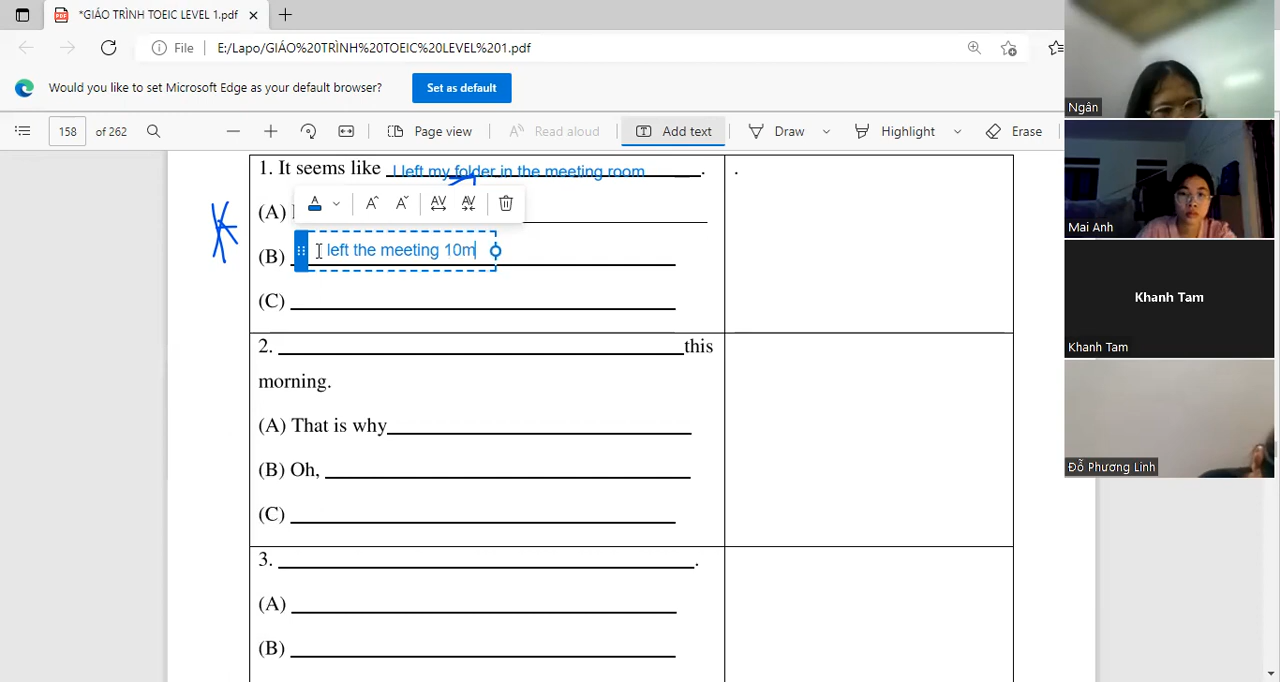 *GIÁO TRÌNH TOEIC LEVEL 1.pdf
File E:/Lapo/GIÁO%20TRÌNH%20TOEIC%20LEVEL%201.pdf
Would you like to set Microsoft Edge as your default browser? Set as default
158 of 262 Page view Read aloud Add text Draw Highlight Erase
1. It seems like I left my folder in the meeting room.
(A)
(B) left the meeting 10m
(C)
2. this
morning.
(A) That is why
(B) Oh,
(C)
3. .
(A)
(B)
Ngân
Mai Anh
Khanh Tam
Khanh Tam
Đỗ Phương Linh